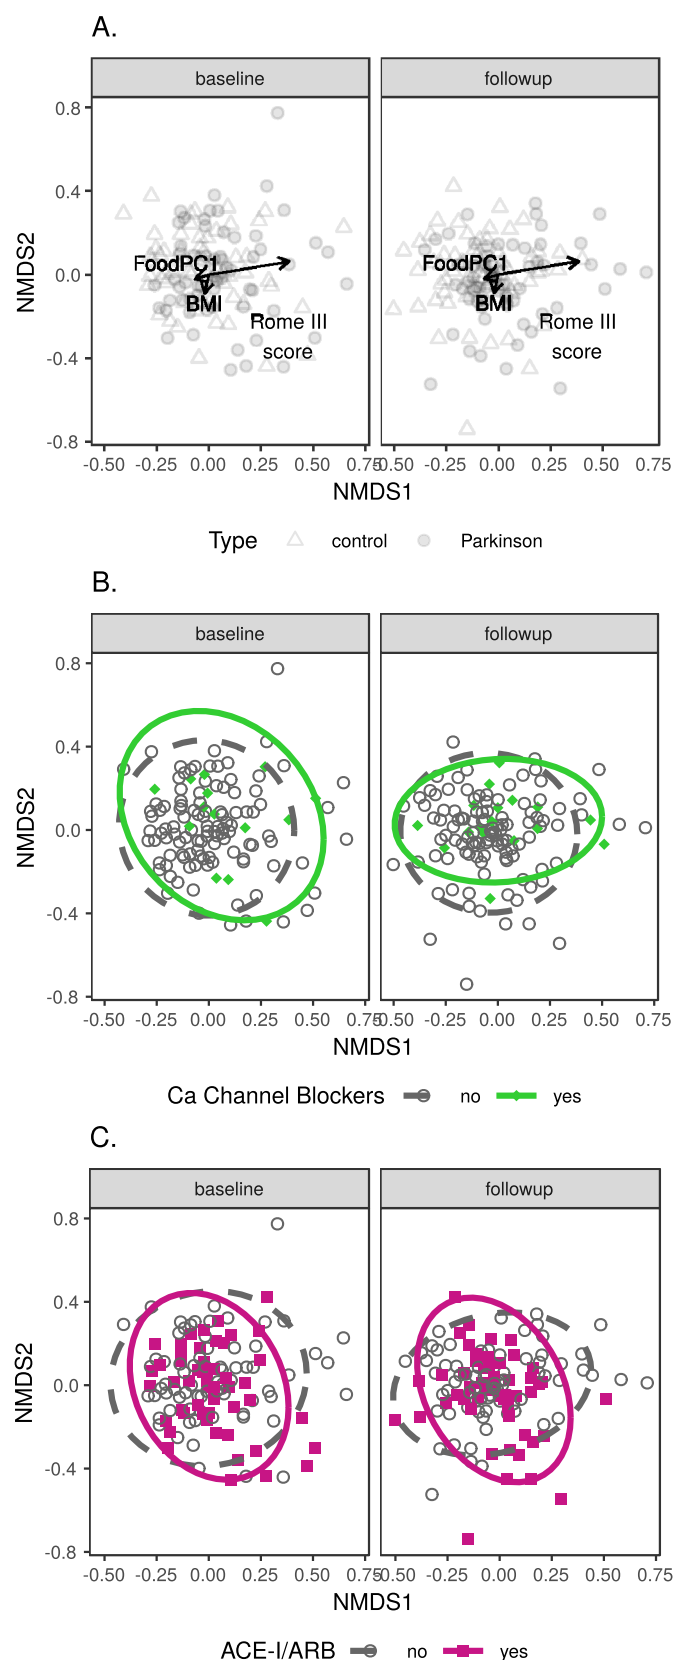 A.
baseline
followup
0.8
0.4
0.0
-0.4
-0.8
NMDS2
FoodPC1
BMI
Rome III
score
FoodPC1
BMI
Rome III
score
-0.50 -0.25 0.00 0.25 0.50 0.75
-0.50 -0.25 0.00 0.25 0.50 0.75
NMDS1
Type control Parkinson
B.
baseline
followup
0.8
0.4
0.0
-0.4
-0.8
NMDS2
-0.50 -0.25 0.00 0.25 0.50 0.75
-0.50 -0.25 0.00 0.25 0.50 0.75
NMDS1
Ca Channel Blockers no yes
C.
baseline
followup
0.8
0.4
0.0
-0.4
-0.8
NMDS2
-0.50 -0.25 0.00 0.25 0.50 0.75
-0.50 -0.25 0.00 0.25 0.50 0.75
NMDS1
ACE-I/ARB no yes